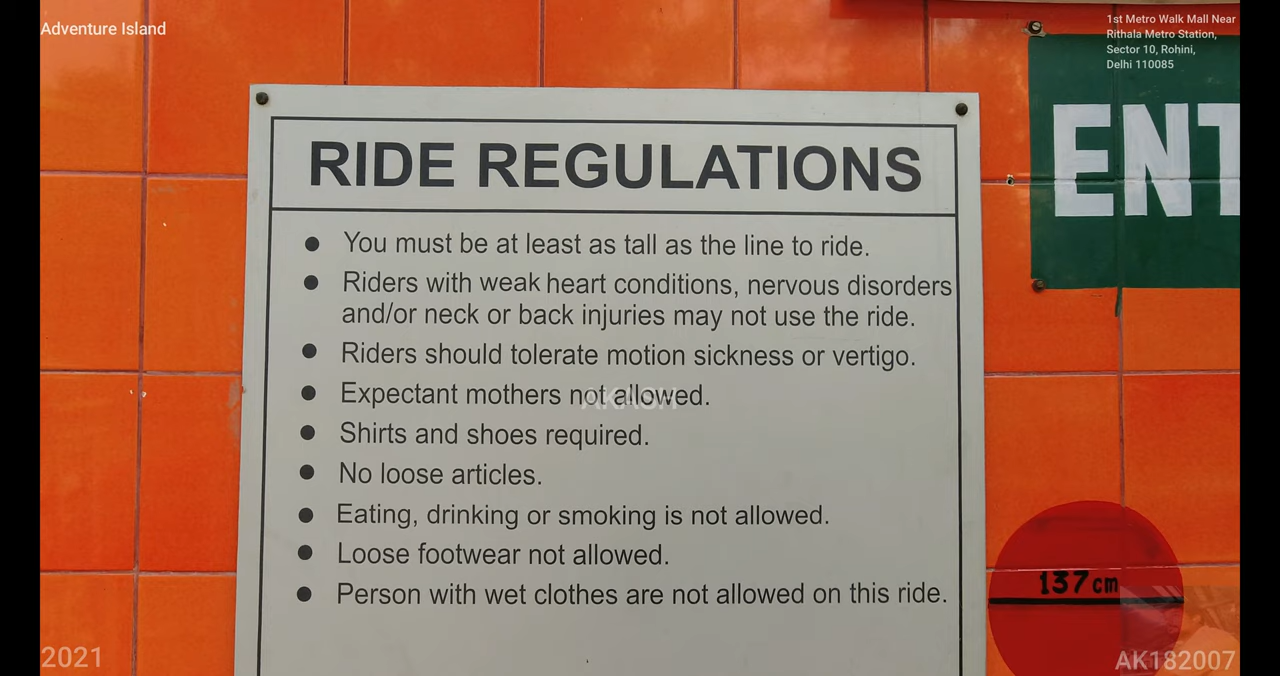 Adventure Island
1st Metro Walk Mall Near
Rithala Metro Station,
Sector 10, Rohini,
Delhi 110085
ENT
RIDE REGULATIONS
● You must be at least as tall as the line to ride.
● Riders with weak heart conditions, nervous disorders
and/or neck or back injuries may not use the ride.
● Riders should tolerate motion sickness or vertigo.
● Expectant mothers not allowed.
AKASH
● Shirts and shoes required.
● No loose articles.
● Eating, drinking or smoking is not allowed.
● Loose footwear not allowed.
● Person with wet clothes are not allowed on this ride.
137 cm
2021
AK182007